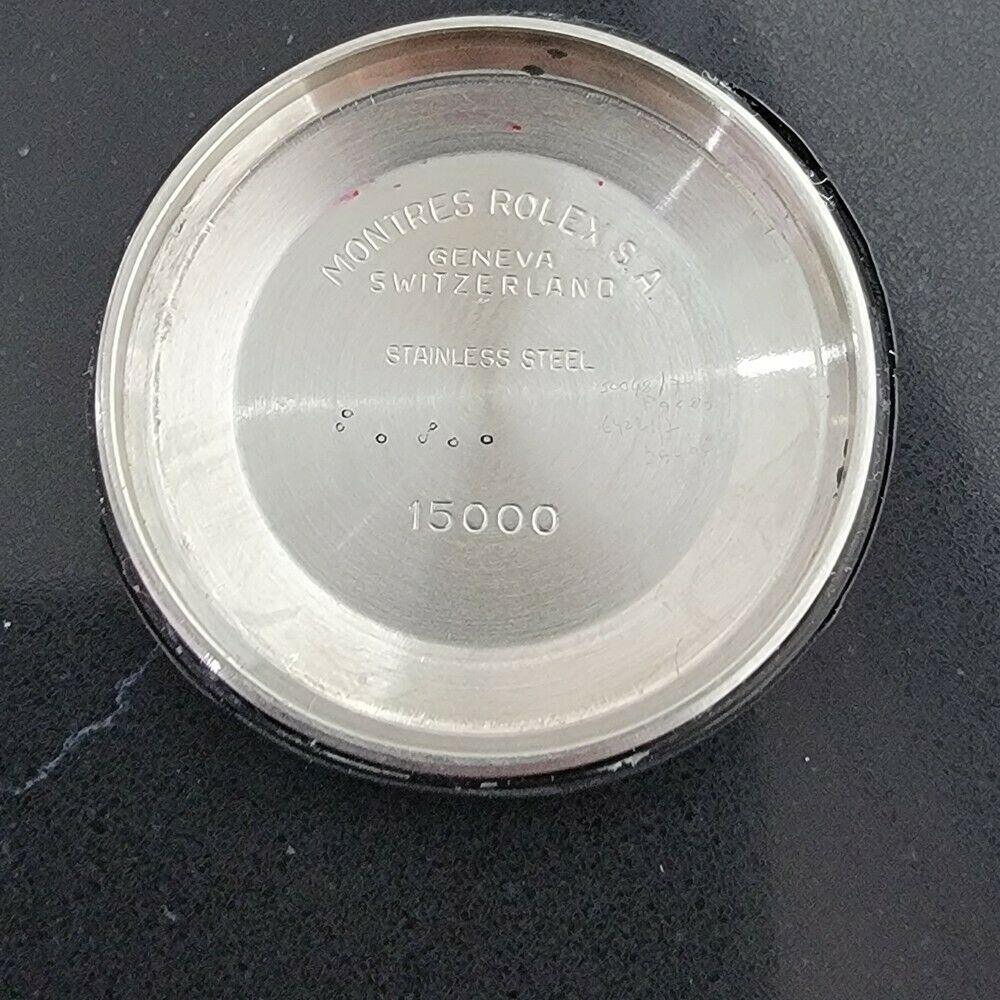 MONTRES ROLEX S.A.
GENEVA
SWITZERLAND
STAINLESS STEEL
15000